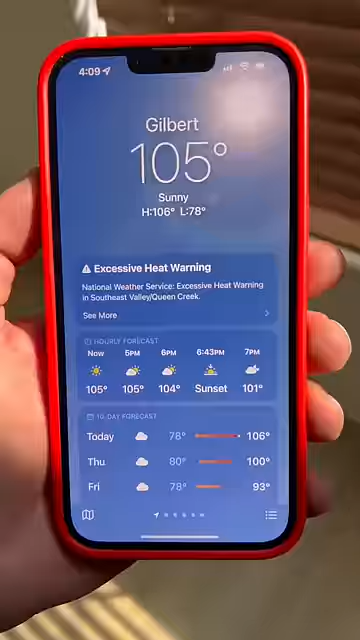 4:09
Gilbert
105°
Sunny
H:106° L:78°
Excessive Heat Warning
National Weather Service: Excessive Heat Warning
in Southeast Valley/Queen Creek.
See More
HOURLY FORECAST
Now 5PM 6PM 6:43PM 7PM
105° 105° 104° Sunset 101°
10-DAY FORECAST
Today 78° 106°
Thu 80° 100°
Fri 78° 93°